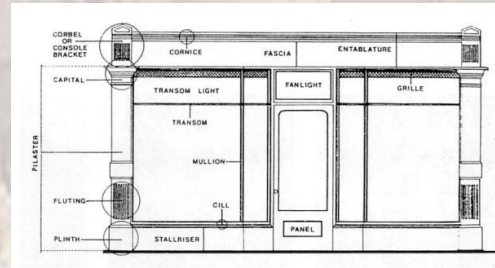 CORBEL
OR
CONSOLE
BRACKET
CORNICE
FASCIA
ENTABLATURE
CAPITAL
TRANSOM LIGHT
FANLIGHT
GRILLE
TRANSOM
PILASTER
MULLION
FLUTING
CILL
PANEL
PLINTH
STALLRISER